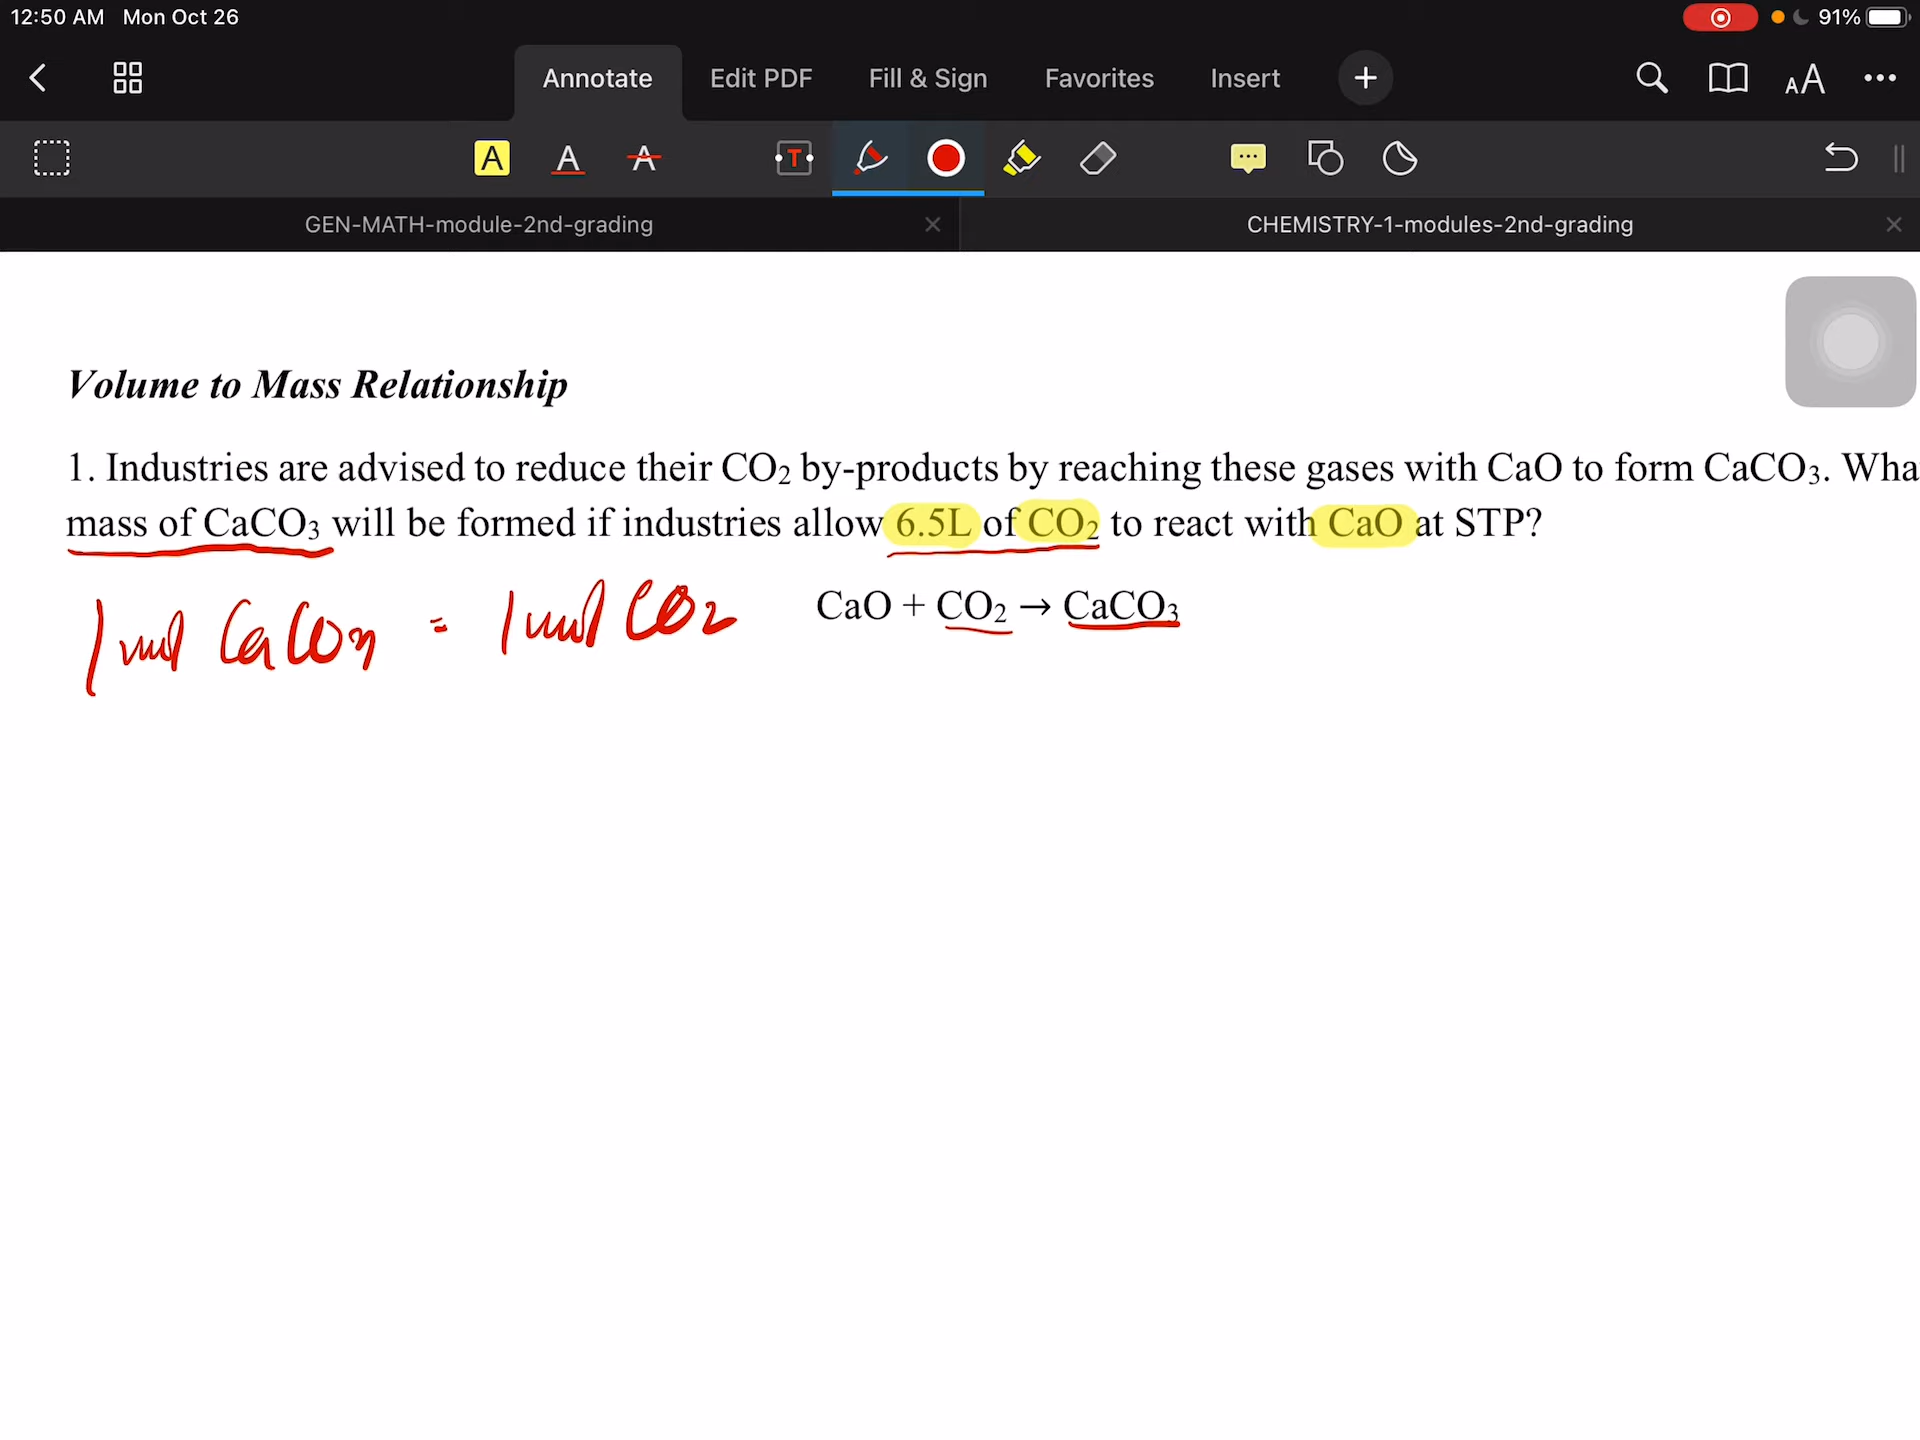 12:50 AM Mon Oct 26 91%
Annotate Edit PDF Fill & Sign Favorites Insert
A A A T AA
GEN-MATH-module-2nd-grading CHEMISTRY-1-modules-2nd-grading
Volume to Mass Relationship
1. Industries are advised to reduce their CO2 by-products by reaching these gases with CaO to form CaCO3. Wha
mass of CaCO3 will be formed if industries allow 6.5L of CO2 to react with CaO at STP?
CaO + CO2 → CaCO3
1 mol CaCO3 = 1 mol CO2